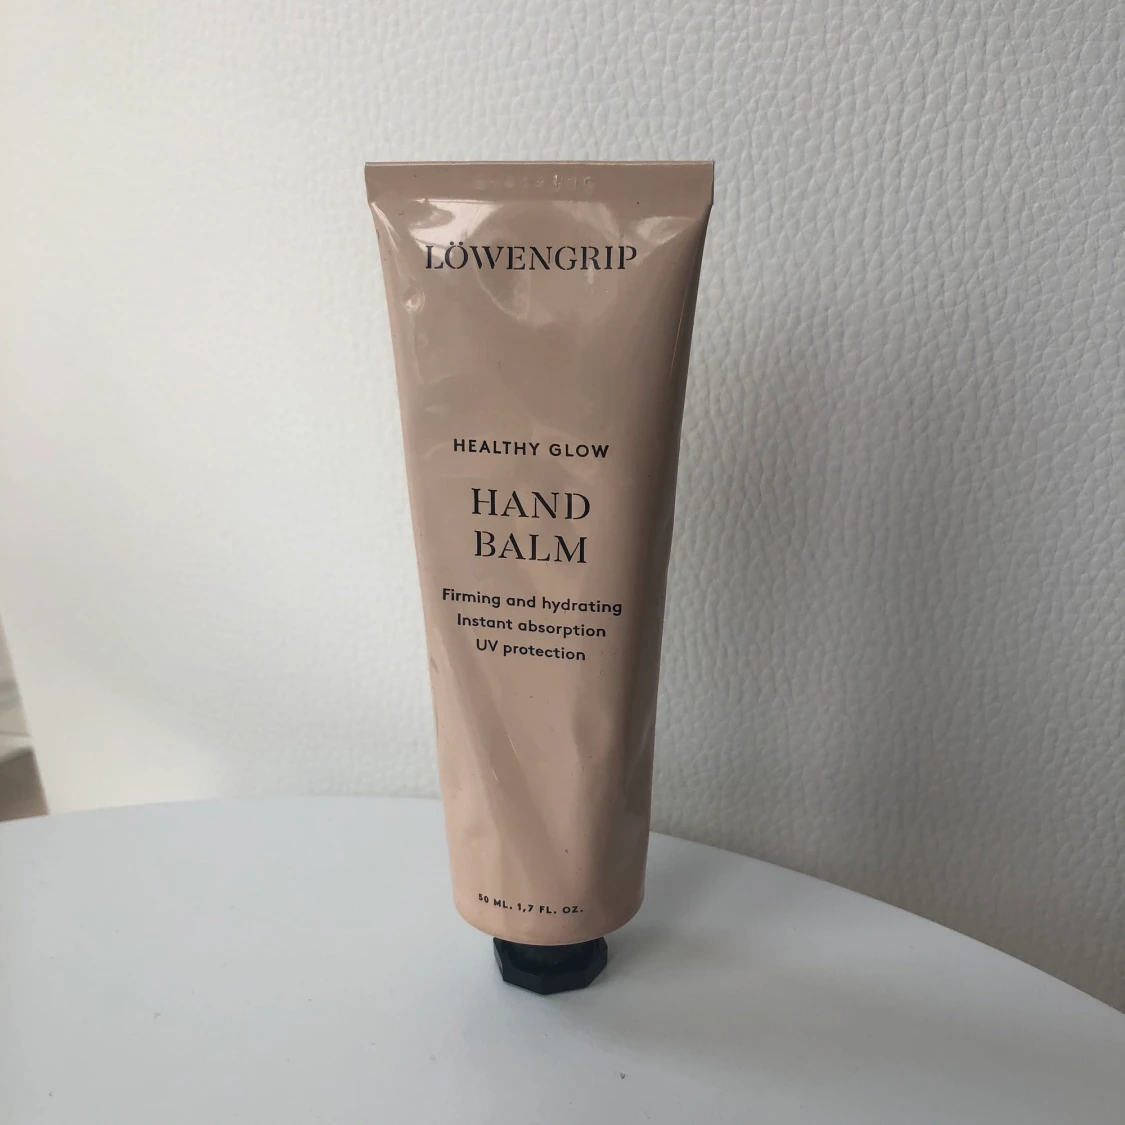 LÖWENGRIP
HEALTHY GLOW
HAND
BALM
Firming and hydrating
Instant absorption
UV protection
50 ML. 1,7 FL. OZ.